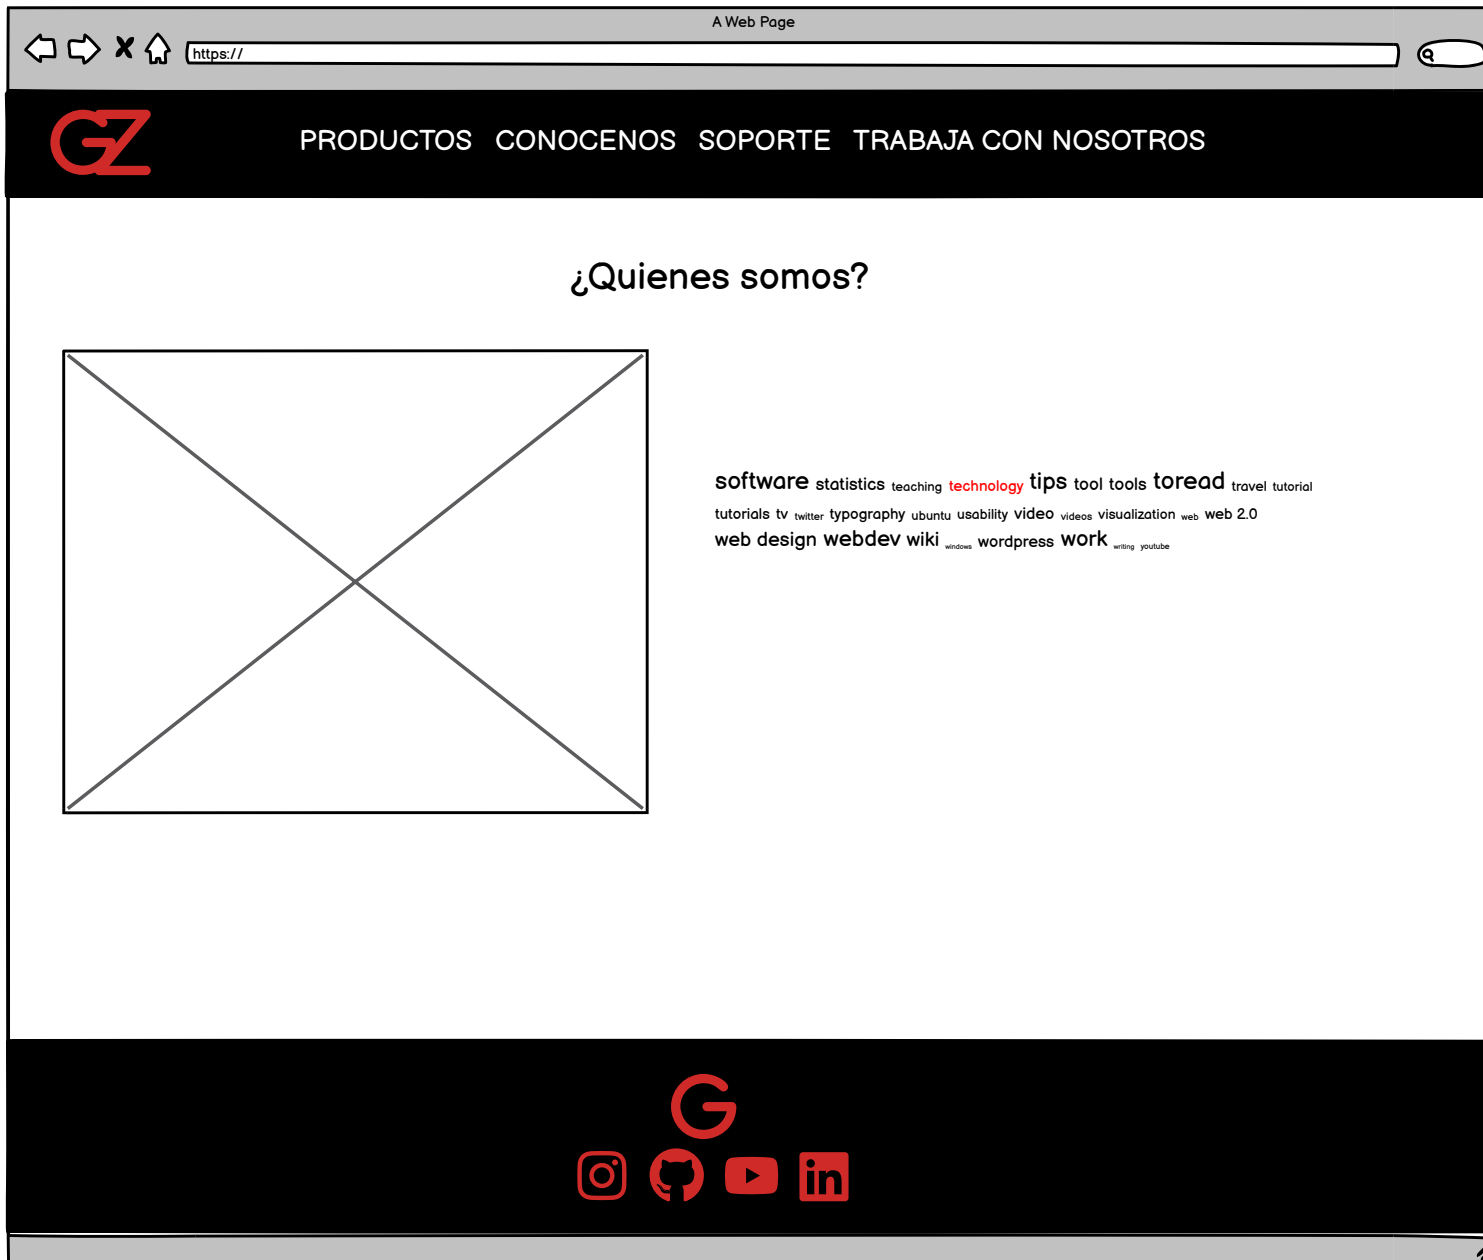 A Web Page
https://
GZ
PRODUCTOS CONOCENOS SOPORTE TRABAJA CON NOSOTROS
¿Quienes somos?
software statistics teaching technology tips tool tools toread travel tutorial
tutorials tv twitter typography ubuntu usability video videos visualization web web 2.0
web design webdev wiki windows wordpress work writing youtube
G
in